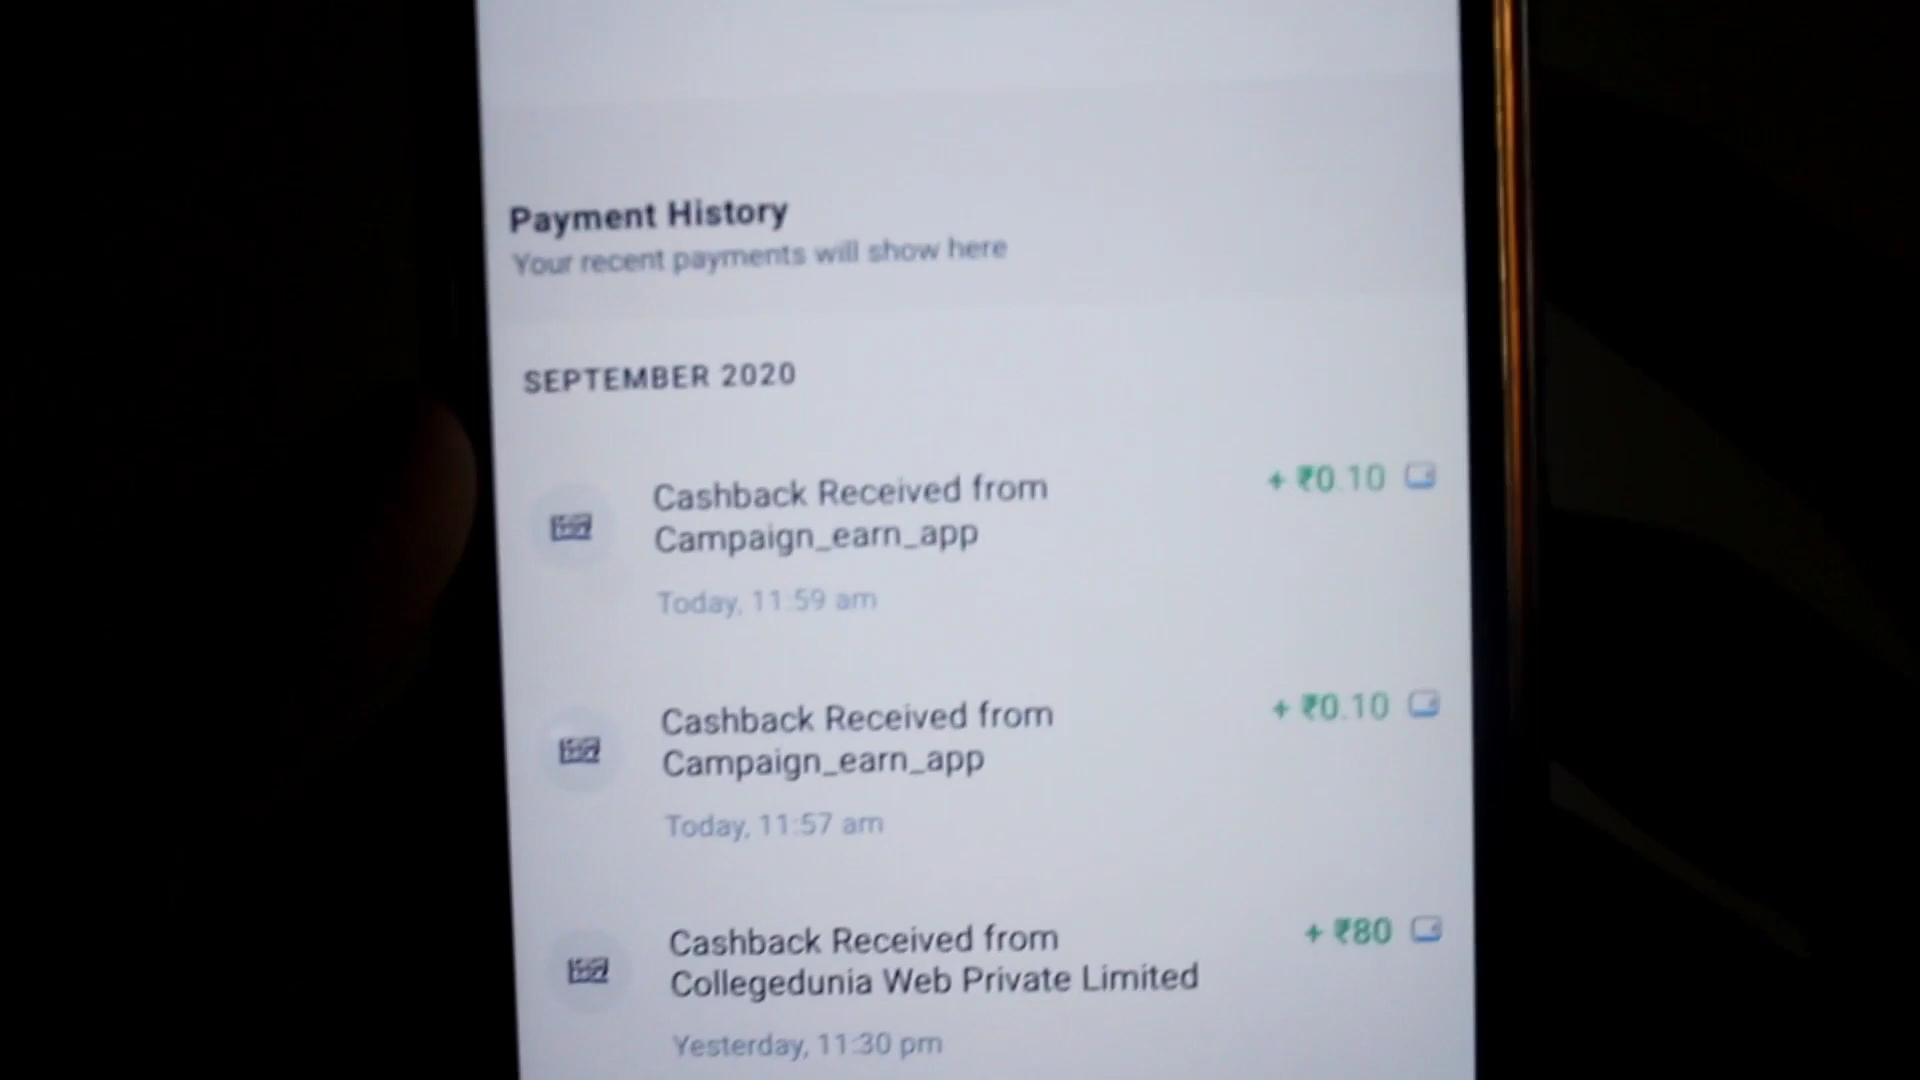 Payment History
Your recent payments will show here
SEPTEMBER 2020
Cashback Received from
Campaign_earn_app
+ ₹0.10
Today, 11:59 am
Cashback Received from
Campaign_earn_app
+ ₹0.10
Today, 11:57 am
Cashback Received from
Collegedunia Web Private Limited
+ ₹80
Yesterday, 11:30 pm